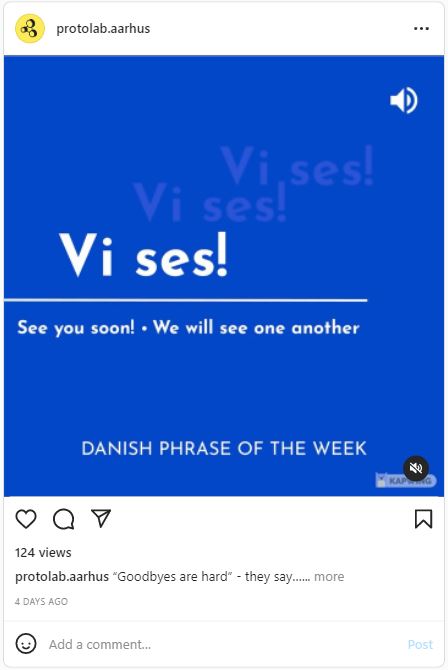 protolab.aarhus
Vi ses!
Vi ses!
Vi ses!
See you soon! • We will see one another
DANISH PHRASE OF THE WEEK
KAPWING
124 views
protolab.aarhus “Goodbyes are hard” - they say...... more
4 DAYS AGO
Add a comment...
Post